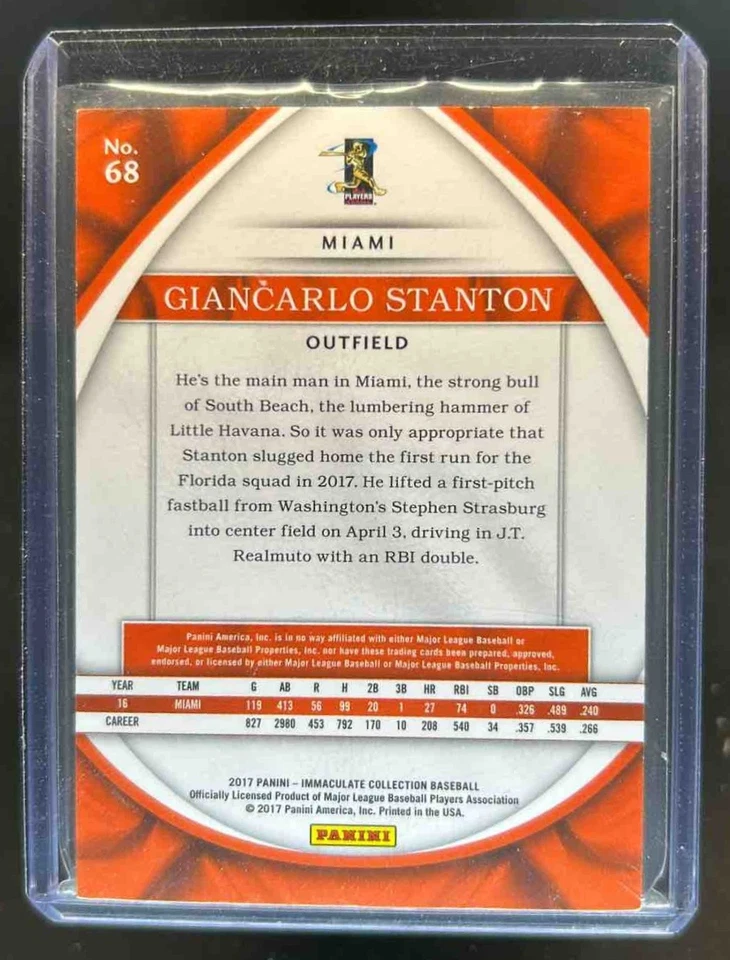 No.
68
PLAYERS
MIAMI
GIANCARLO STANTON
OUTFIELD
He's the main man in Miami, the strong bull
of South Beach, the lumbering hammer of
Little Havana. So it was only appropriate that
Stanton slugged home the first run for the
Florida squad in 2017. He lifted a first-pitch
fastball from Washington's Stephen Strasburg
into center field on April 3, driving in J.T.
Realmuto with an RBI double.
Panini America, Inc. is in no way affiliated with either Major League Baseball or
Major League Baseball Properties, Inc. nor have these trading cards been prepared, approved,
endorsed, or licensed by either Major League Baseball or Major League Baseball Properties, Inc.
YEAR TEAM G AB R H 2B 3B HR RBI SB OBP SLG AVG
16 MIAMI 119 413 56 99 20 1 27 74 0 .326 .489 .240
CAREER 827 2980 453 792 170 10 208 540 34 .357 .539 .266
2017 PANINI – IMMACULATE COLLECTION BASEBALL
Officially Licensed Product of Major League Baseball Players Association
© 2017 Panini America, Inc. Printed in the USA.
PANINI